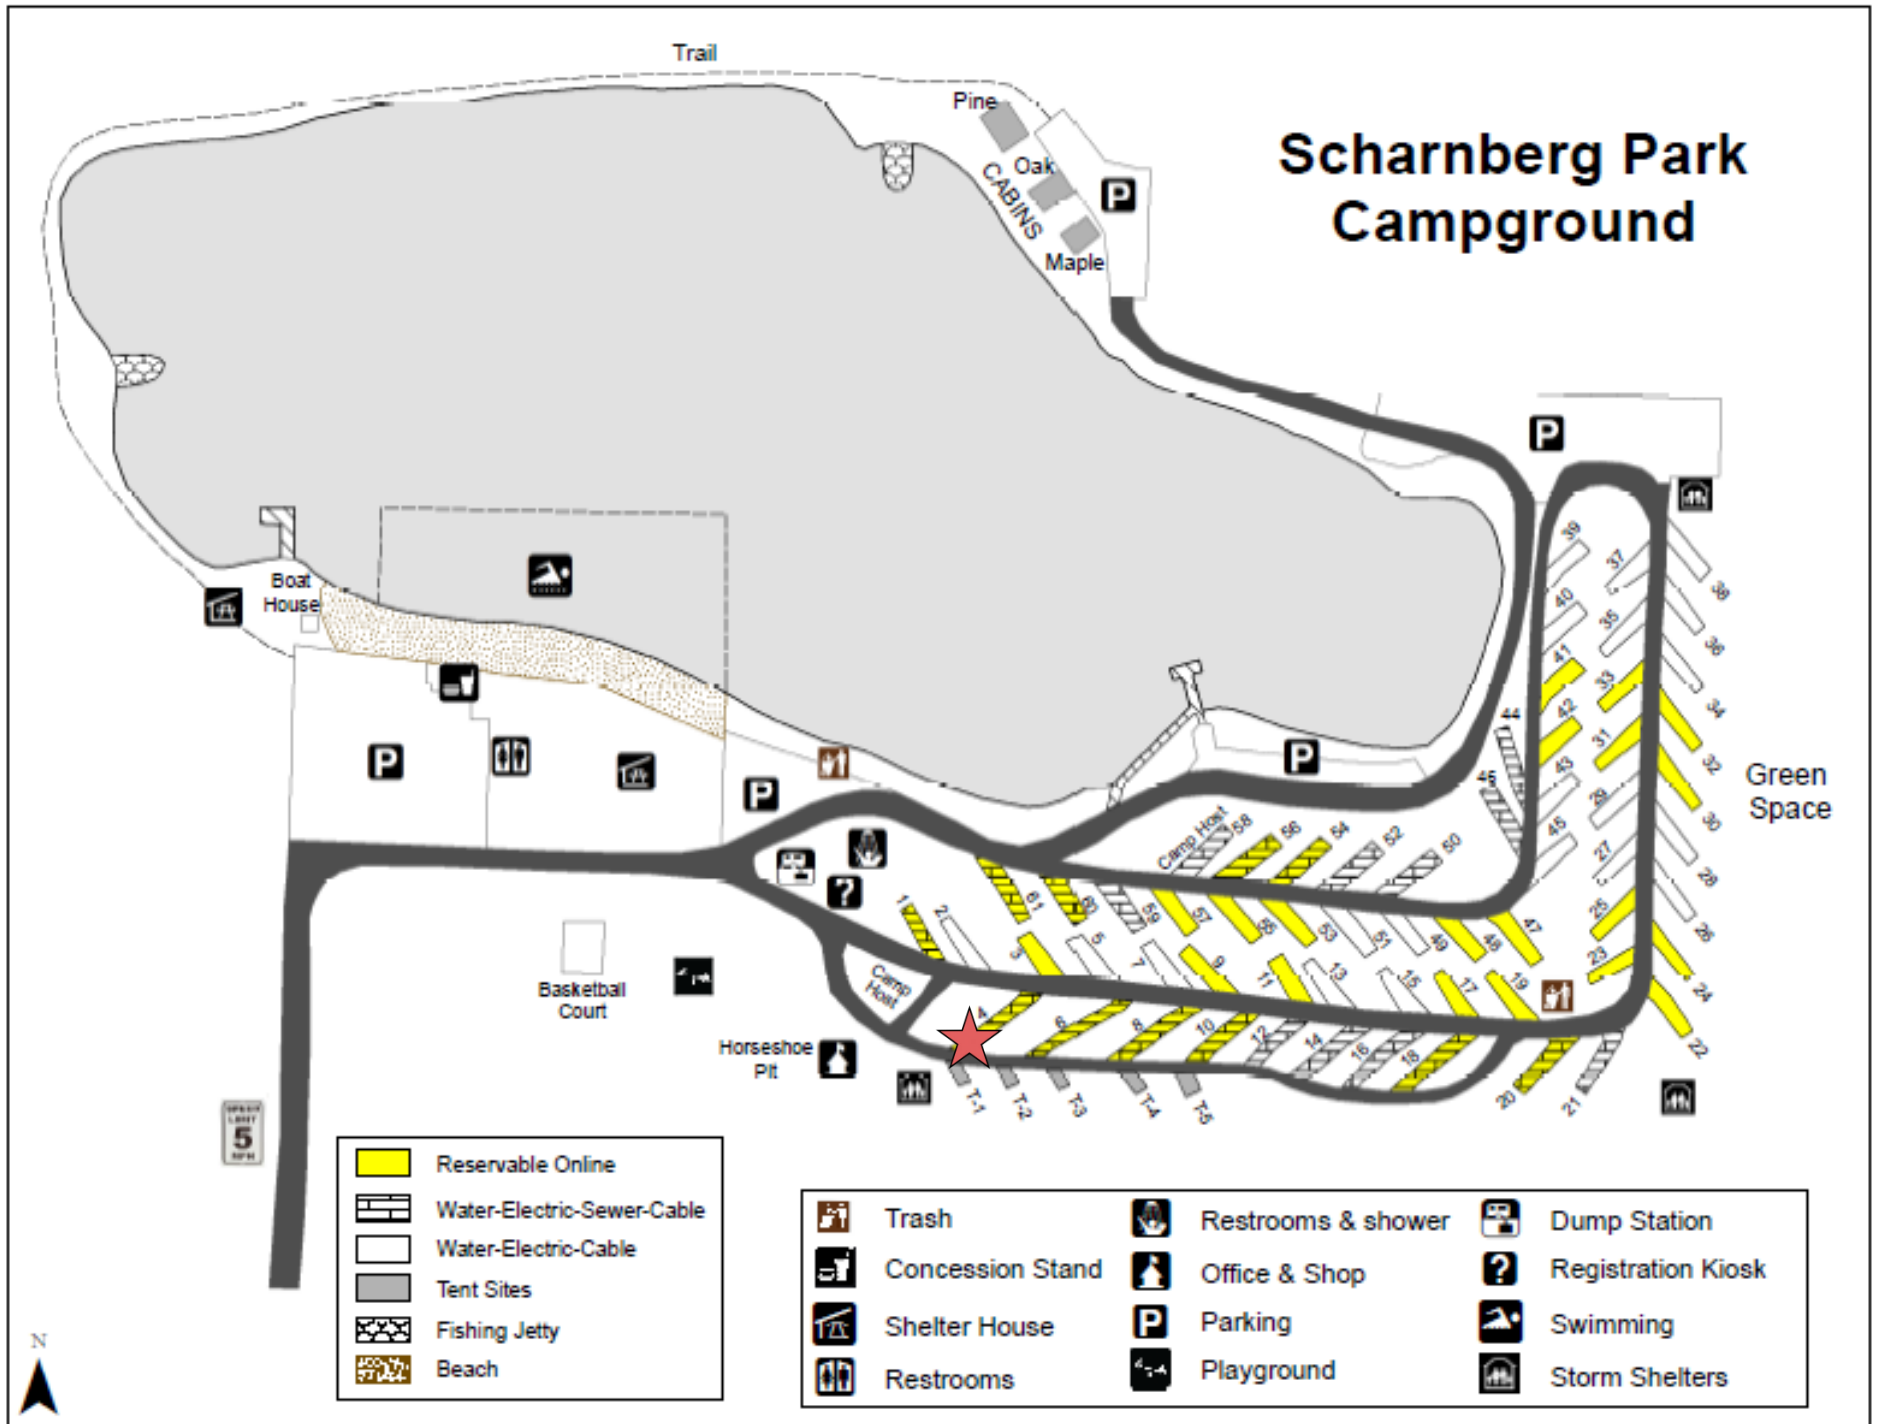 Trail
Scharnberg Park
Campground
Pine
Oak
CABINS
Maple
P
P
Boat
House
P
P
P
Green
Space
Camp Host
Camp
Host
39
37
38
40
35
36
41
33
34
42
31
32
44
43
29
30
46
45
27
28
58
56
54
52
50
25
26
1
2
61
60
59
57
55
53
51
49
48
47
3
5
7
9
11
13
15
17
19
23
24
4
6
8
10
12
14
16
18
20
21
22
T-1
T-2
T-3
T-4
T-5
?
Basketball
Court
Horseshoe
Pit
SPEED
LIMIT
5
MPH
Reservable Online
Water-Electric-Sewer-Cable
Water-Electric-Cable
Tent Sites
Fishing Jetty
Beach
Trash
Concession Stand
Shelter House
Restrooms
Restrooms & shower
Office & Shop
P
Parking
Playground
Dump Station
?
Registration Kiosk
Swimming
Storm Shelters
N